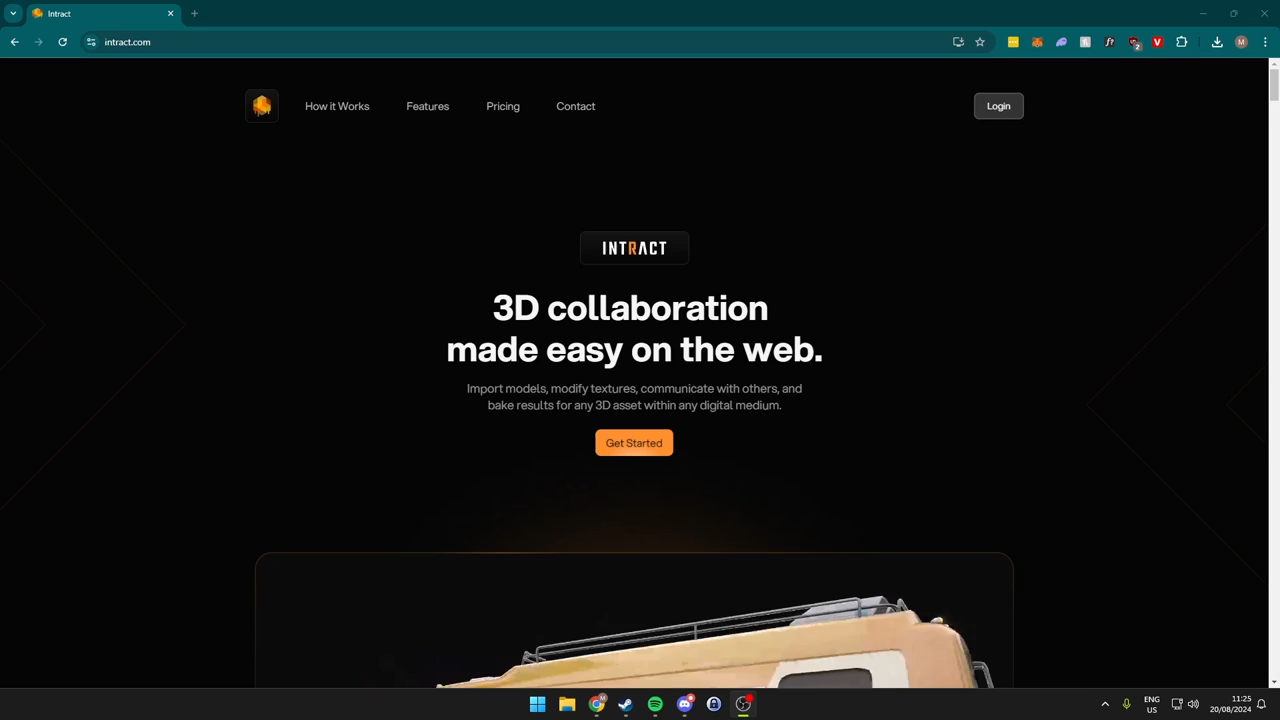 Intract
intract.com
2
M
How it Works
Features
Pricing
Contact
Login
INTRACT
3D collaboration
made easy on the web.
Import models, modify textures, communicate with others, and
bake results for any 3D asset within any digital medium.
Get Started
ENG
US
11:25
20/08/2024